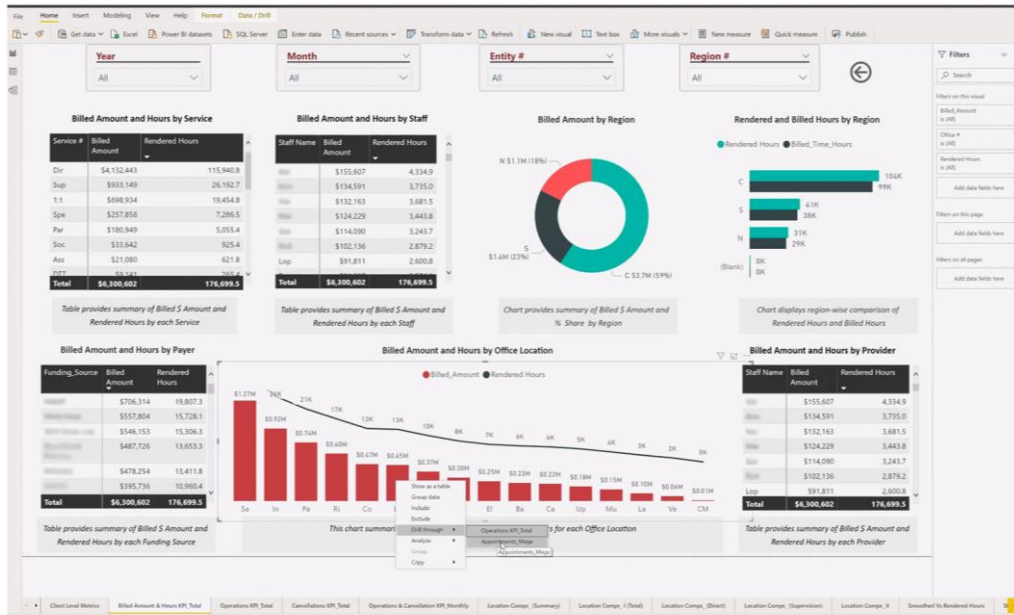 File Home Insert Modeling View Help Format Data / Drill
Get data Excel Power BI datasets SQL Server Enter data Recent sources Transform data Refresh New visual Text box More visuals New measure Quick measure Publish
Year Month Entity # Region #
All All All All
Filters
Search
Filters on this visual
Billed_Amount
is (All)
Office #
is (All)
Rendered Hours
is (All)
Add data fields here
Filters on this page
Add data fields here
Filters on all pages
Add data fields here
Billed Amount and Hours by Service
Service # Billed Amount Rendered Hours
Dir $4,132,443 115,940.8
Sup $933,149 26,192.7
1:1 $698,934 19,454.8
Spe $257,858 7,286.5
Par $180,949 5,055.4
Soc $33,642 925.4
Ass $21,080 621.8
DTT $9,141 265.4
Total $6,300,602 176,699.5
Table provides summary of Billed $ Amount and
Rendered Hours by each Service
Billed Amount and Hours by Staff
Staff Name Billed Amount Rendered Hours
$155,607 4,334.9
$134,591 3,735.0
$132,163 3,681.5
$124,229 3,443.8
$114,090 3,243.7
$102,136 2,879.2
Lop $91,811 2,600.8
Total $6,300,602 176,699.5
Table provides summary of Billed $ Amount and
Rendered Hours by each Staff
Billed Amount by Region
N $1.1M (18%)
S
$1.4M (23%)
C $3.7M (59%)
Chart provides summary of Billed $ Amount and
% Share by Region
Rendered and Billed Hours by Region
Rendered Hours Billed_Time_Hours
C 104K
99K
S 41K
38K
N 31K
29K
(Blank) 0K
0K
Chart displays region-wise comparison of
Rendered Hours and Billed Hours
Billed Amount and Hours by Payer
Funding_Source Billed Amount Rendered Hours
$706,314 19,807.3
$557,804 15,728.1
$546,153 15,306.3
$487,726 13,653.3
$478,254 13,411.8
$395,736 10,960.4
Total $6,300,602 176,699.5
Table provides summary of Billed $ Amount and
Rendered Hours by each Funding Source
Billed Amount and Hours by Office Location
Billed_Amount Rendered Hours
36K 21K 17K 13K 13K 10K 8K 7K 6K 6K 5K 4K 3K 2K 0K
$1.27M $0.92M $0.74M $0.60M $0.47M $0.45M $0.37M $0.30M $0.25M $0.23M $0.22M $0.18M $0.15M $0.10M $0.06M $0.01M
Sa In Pa Ri Co El Ba Ca Up Mu La Ve CM
Show as a table
Group data
Include
Exclude
Drill through
Analyze
Group
Copy
Operations KPI_Total
Appointments_Mega
Appointments_Mega
This chart summari
rs for each Office Location
Billed Amount and Hours by Provider
Staff Name Billed Amount Rendered Hours
$155,607 4,334.9
$134,591 3,735.0
$132,163 3,681.5
$124,229 3,443.8
$114,090 3,243.7
$102,136 2,879.2
Lop $91,811 2,600.8
Total $6,300,602 176,699.5
Table provides summary of Billed $ Amount and
Rendered Hours by each Provider
Client Level Metrics Billed Amount & Hours KPI_Total Operations KPI_Total Cancellations KPI_Total Operations & Cancellation KPI_Monthly Location Comps_(Summary) Location Comps_I (Total) Location Comps_(Direct) Location Comps_(Supervision) Location Comps_II Smoothed Vs Rendered Hours